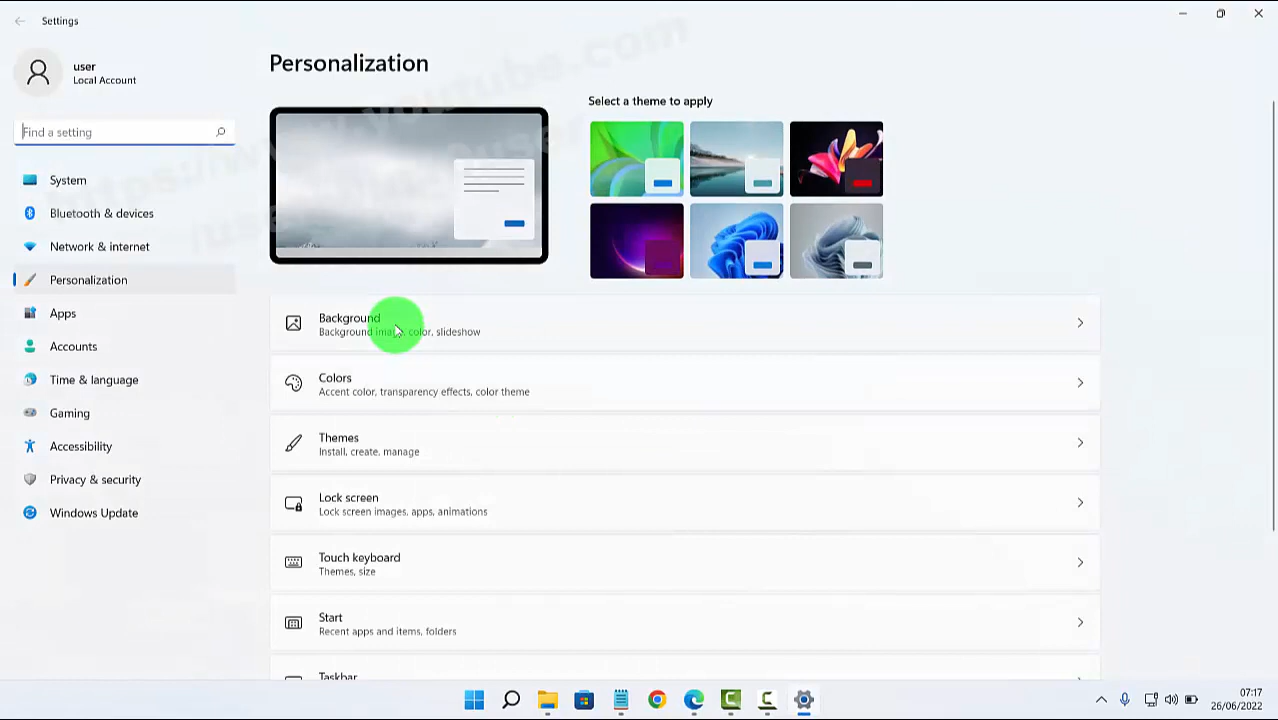 Settings
user
Local Account
Find a setting
System
Bluetooth & devices
Network & internet
Personalization
Apps
Accounts
Time & language
Gaming
Accessibility
Privacy & security
Windows Update
Personalization
Select a theme to apply
Background
Background image, color, slideshow
Colors
Accent color, transparency effects, color theme
Themes
Install, create, manage
Lock screen
Lock screen images, apps, animations
Touch keyboard
Themes, size
Start
Recent apps and items, folders
Taskbar
07:17
26/06/2022